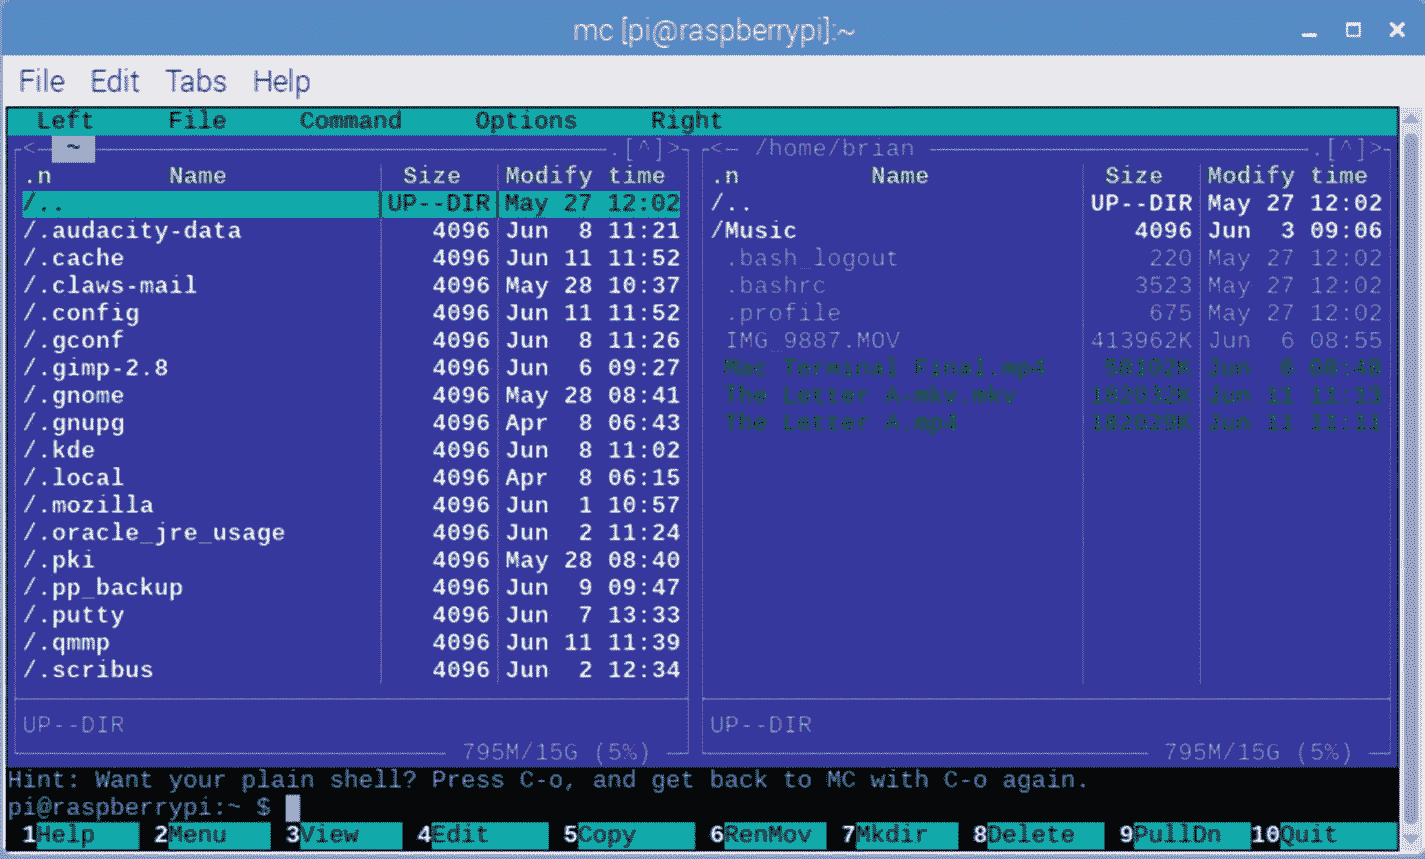 mc [pi@raspberrypi]:~
File Edit Tabs Help
Left File Command Options Right
<- ~ .[^]>
.n Name Size Modify time
/.. UP--DIR May 27 12:02
/.audacity-data 4096 Jun 8 11:21
/.cache 4096 Jun 11 11:52
/.claws-mail 4096 May 28 10:37
/.config 4096 Jun 11 11:52
/.gconf 4096 Jun 8 11:26
/.gimp-2.8 4096 Jun 6 09:27
/.gnome 4096 May 28 08:41
/.gnupg 4096 Apr 8 06:43
/.kde 4096 Jun 8 11:02
/.local 4096 Apr 8 06:15
/.mozilla 4096 Jun 1 10:57
/.oracle_jre_usage 4096 Jun 2 11:24
/.pki 4096 May 28 08:40
/.pp_backup 4096 Jun 9 09:47
/.putty 4096 Jun 7 13:33
/.qmmp 4096 Jun 11 11:39
/.scribus 4096 Jun 2 12:34
UP--DIR
795M/15G (5%)
<- /home/brian .[^]>
.n Name Size Modify time
/.. UP--DIR May 27 12:02
/Music 4096 Jun 3 09:06
.bash_logout 220 May 27 12:02
.bashrc 3523 May 27 12:02
.profile 675 May 27 12:02
IMG_9887.MOV 413962K Jun 6 08:55
Mac Terminal Final.mp4 Jun
The Letter A-mkv.mkv Jun 11
The Letter A.mp4 Jun 11
UP--DIR
795M/15G (5%)
Hint: Want your plain shell? Press C-o, and get back to MC with C-o again.
pi@raspberrypi:~ $
1Help 2Menu 3View 4Edit 5Copy 6RenMov 7Mkdir 8Delete 9PullDn 10Quit